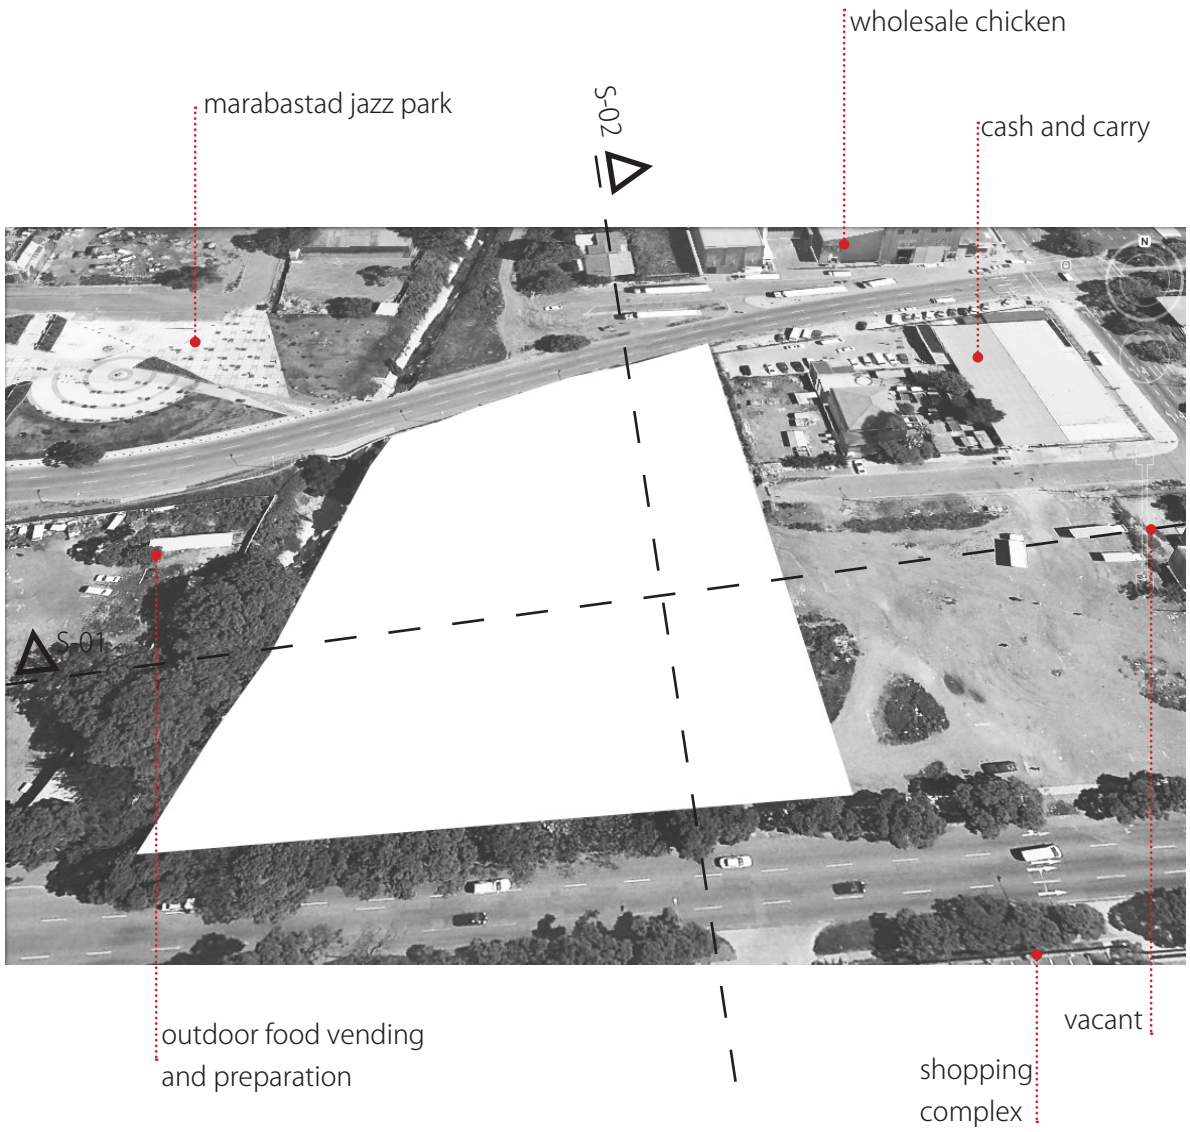 wholesale chicken
marabastad jazz park
S-02
cash and carry
N
S-01
outdoor food vending
and preparation
vacant
shopping
complex